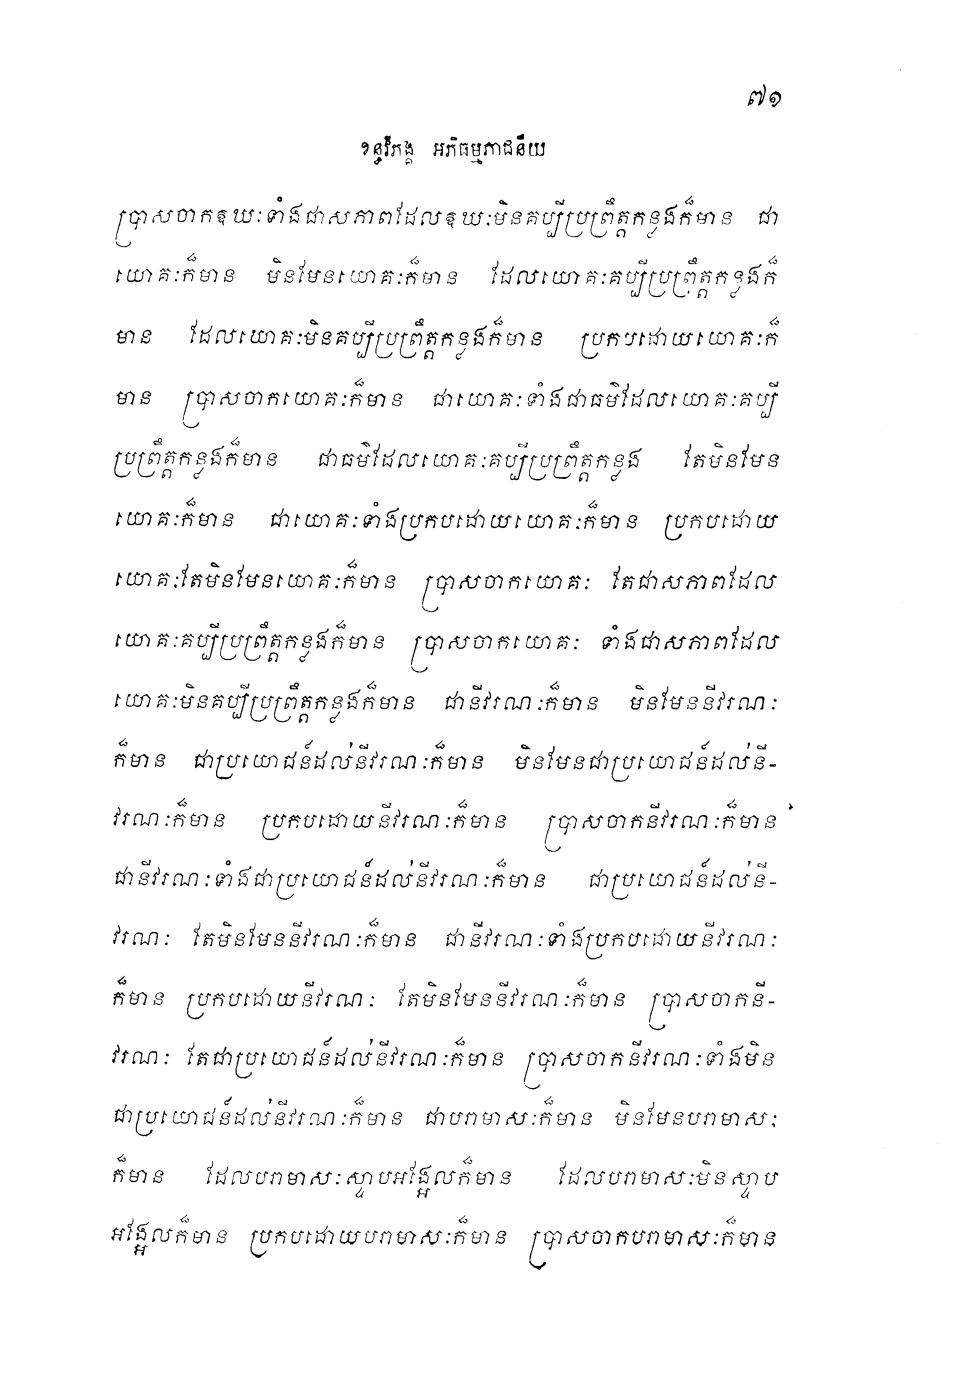 ៧១
ខន្ធវិភង្គ អភិធម្មភាជនីយ
ប្រាសចាកឱឃៈទាំងជាសភាពដែលឱឃៈមិនគប្បីប្រព្រឹត្តកន្លងក៏មាន ជា
យោគៈក៏មាន មិនមែនយោគៈក៏មាន ដែលយោគៈគប្បីប្រព្រឹត្តកន្លងក៏
មាន ដែលយោគៈមិនគប្បីប្រព្រឹត្តកន្លងក៏មាន ប្រកបដោយយោគៈក៏
មាន ប្រាសចាកយោគៈក៏មាន ជាយោគៈទាំងជាធម៌ដែលយោគៈគប្បី
ប្រព្រឹត្តកន្លងក៏មាន ជាធម៌ដែលយោគៈគប្បីប្រព្រឹត្តកន្លង តែមិនមែន
យោគៈក៏មាន ជាយោគៈទាំងប្រកបដោយយោគៈក៏មាន ប្រកបដោយ
យោគៈតែមិនមែនយោគៈក៏មាន ប្រាសចាកយោគៈ តែជាសភាពដែល
យោគៈគប្បីប្រព្រឹត្តកន្លងក៏មាន ប្រាសចាកយោគៈ ទាំងជាសភាពដែល
យោគៈមិនគប្បីប្រព្រឹត្តកន្លងក៏មាន ជានីវរណៈក៏មាន មិនមែននីវរណៈ
ក៏មាន ជាប្រយោជន៍ដល់នីវរណៈក៏មាន មិនមែនជាប្រយោជន៍ដល់នី-
វរណៈក៏មាន ប្រកបដោយនីវរណៈក៏មាន ប្រាសចាកនីវរណៈក៏មាន
ជានីវរណៈទាំងជាប្រយោជន៍ដល់នីវរណៈក៏មាន ជាប្រយោជន៍ដល់នី-
វរណៈ តែមិនមែននីវរណៈក៏មាន ជានីវរណៈទាំងប្រកបដោយនីវរណៈ
ក៏មាន ប្រកបដោយនីវរណៈ តែមិនមែននីវរណៈក៏មាន ប្រាសចាកនី-
វរណៈ តែជាប្រយោជន៍ដល់នីវរណៈក៏មាន ប្រាសចាកនីវរណៈទាំងមិន
ជាប្រយោជន៍ដល់នីវរណៈក៏មាន ជាបរាមាសៈក៏មាន មិនមែនបរាមាសៈ
ក៏មាន ដែលបរាមាសៈស្ទាបអង្អែលក៏មាន ដែលបរាមាសៈមិនស្ទាប
អង្អែលក៏មាន ប្រកបដោយបរាមាសៈក៏មាន ប្រាសចាកបរាមាសៈក៏មាន